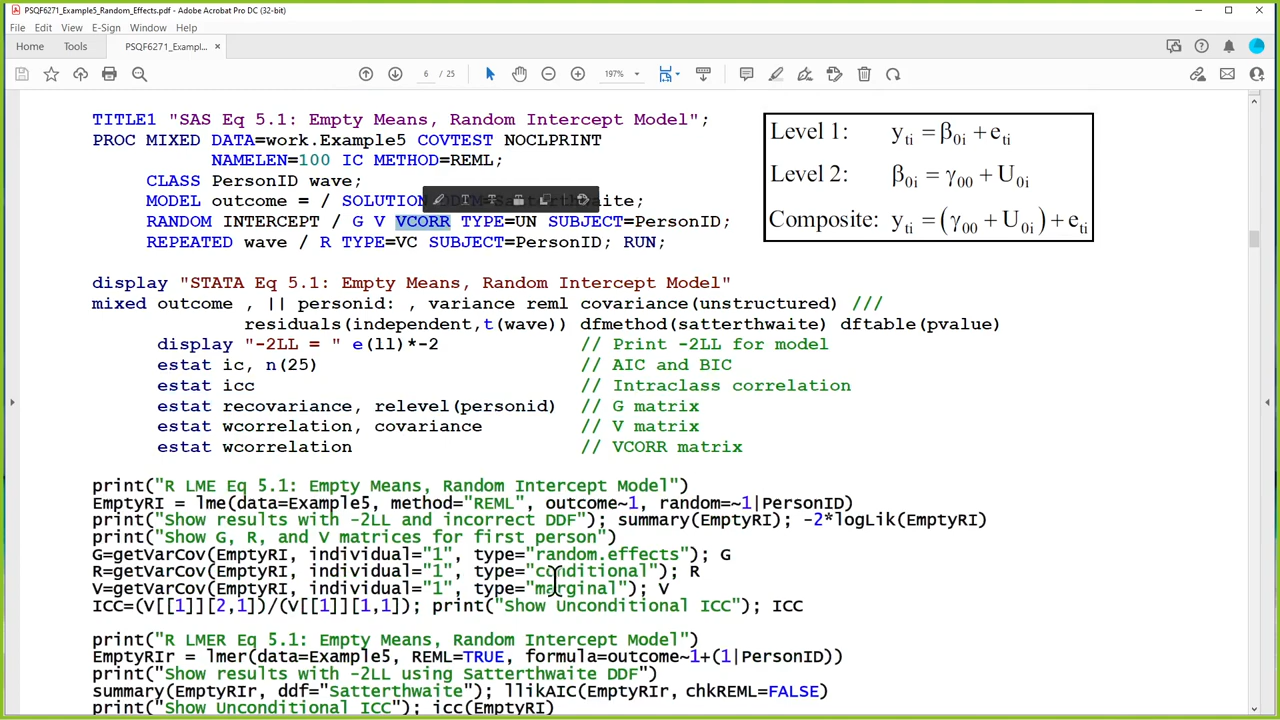 PSQF6271_Example5_Random_Effects.pdf - Adobe Acrobat Pro DC (32-bit)
File Edit View E-Sign Window Help
Home Tools PSQF6271_Exampl... ×
6 / 25 197%
TITLE1 "SAS Eq 5.1: Empty Means, Random Intercept Model";
PROC MIXED DATA=work.Example5 COVTEST NOCLPRINT
NAMELEN=100 IC METHOD=REML;
CLASS PersonID wave;
MODEL outcome = / SOLUTION
RANDOM INTERCEPT / G V VCORR TYPE=UN SUBJECT=PersonID;
REPEATED wave / R TYPE=VC SUBJECT=PersonID; RUN;
Level 1: y_ti = β_0i + e_ti
Level 2: β_0i = γ_00 + U_0i
Composite: y_ti = (γ_00 + U_0i) + e_ti
display "STATA Eq 5.1: Empty Means, Random Intercept Model"
mixed outcome , || personid: , variance reml covariance(unstructured) ///
residuals(independent,t(wave)) dfmethod(satterthwaite) dftable(pvalue)
display "-2LL = " e(ll)*-2 // Print -2LL for model
estat ic, n(25) // AIC and BIC
estat icc // Intraclass correlation
estat recovariance, relevel(personid) // G matrix
estat wcorrelation, covariance // V matrix
estat wcorrelation // VCORR matrix
print("R LME Eq 5.1: Empty Means, Random Intercept Model")
EmptyRI = lme(data=Example5, method="REML", outcome~1, random=~1|PersonID)
print("Show results with -2LL and incorrect DDF"); summary(EmptyRI); -2*logLik(EmptyRI)
print("Show G, R, and V matrices for first person")
G=getVarCov(EmptyRI, individual="1", type="random.effects"); G
R=getVarCov(EmptyRI, individual="1", type="conditional"); R
V=getVarCov(EmptyRI, individual="1", type="marginal"); V
ICC=(V[[1]][2,1])/(V[[1]][1,1]); print("Show Unconditional ICC"); ICC
print("R LMER Eq 5.1: Empty Means, Random Intercept Model")
EmptyRIr = lmer(data=Example5, REML=TRUE, formula=outcome~1+(1|PersonID))
print("Show results with -2LL using Satterthwaite DDF")
summary(EmptyRIr, ddf="Satterthwaite"); llikAIC(EmptyRIr, chkREML=FALSE)
print("Show Unconditional ICC"); icc(EmptyRI)